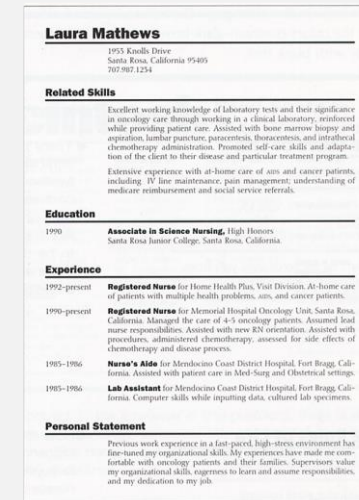 Laura Mathews
1955 Knolls Drive
Santa Rosa, California 95405
707.987.1254
Related Skills
Excellent working knowledge of laboratory tests and their significance
in oncology care through working in a clinical laboratory, reinforced
while providing patient care. Assisted with bone marrow biopsy and
aspiration, lumbar puncture, paracentesis, thoracentesis, and intrathecal
chemotherapy administration. Promoted self-care skills and adapta-
tion of the client to their disease and particular treatment program.
Extensive experience with at-home care of AIDS and cancer patients,
including IV line maintenance, pain management; understanding of
medicare reimbursement and social service referrals.
Education
1990 Associate in Science Nursing, High Honors
Santa Rosa Junior College, Santa Rosa, California
Experience
1992–present Registered Nurse for Home Health Plus, Visit Division. At-home care
of patients with multiple health problems, AIDS, and cancer patients.
1990–present Registered Nurse for Memorial Hospital Oncology Unit, Santa Rosa,
California. Managed the care of 4–5 oncology patients. Assumed lead
nurse responsibilities. Assisted with new RN orientation. Assisted with
procedures, administered chemotherapy, assessed for side effects of
chemotherapy and disease process.
1985–1986 Nurse's Aide for Mendocino Coast District Hospital, Fort Bragg, Cali-
fornia. Assisted with patient care in Med-Surg and Obstetrical settings.
1985–1986 Lab Assistant for Mendocino Coast District Hospital, Fort Bragg, Cali-
fornia. Computer skills while inputting data, cultured lab specimens.
Personal Statement
Previous work experience in a fast-paced, high-stress environment has
fine-tuned my organizational skills. My experiences have made me com-
fortable with oncology patients and their families. Supervisors value
my organizational skills, eagerness to learn and assume responsibilities,
and my dedication to my job.